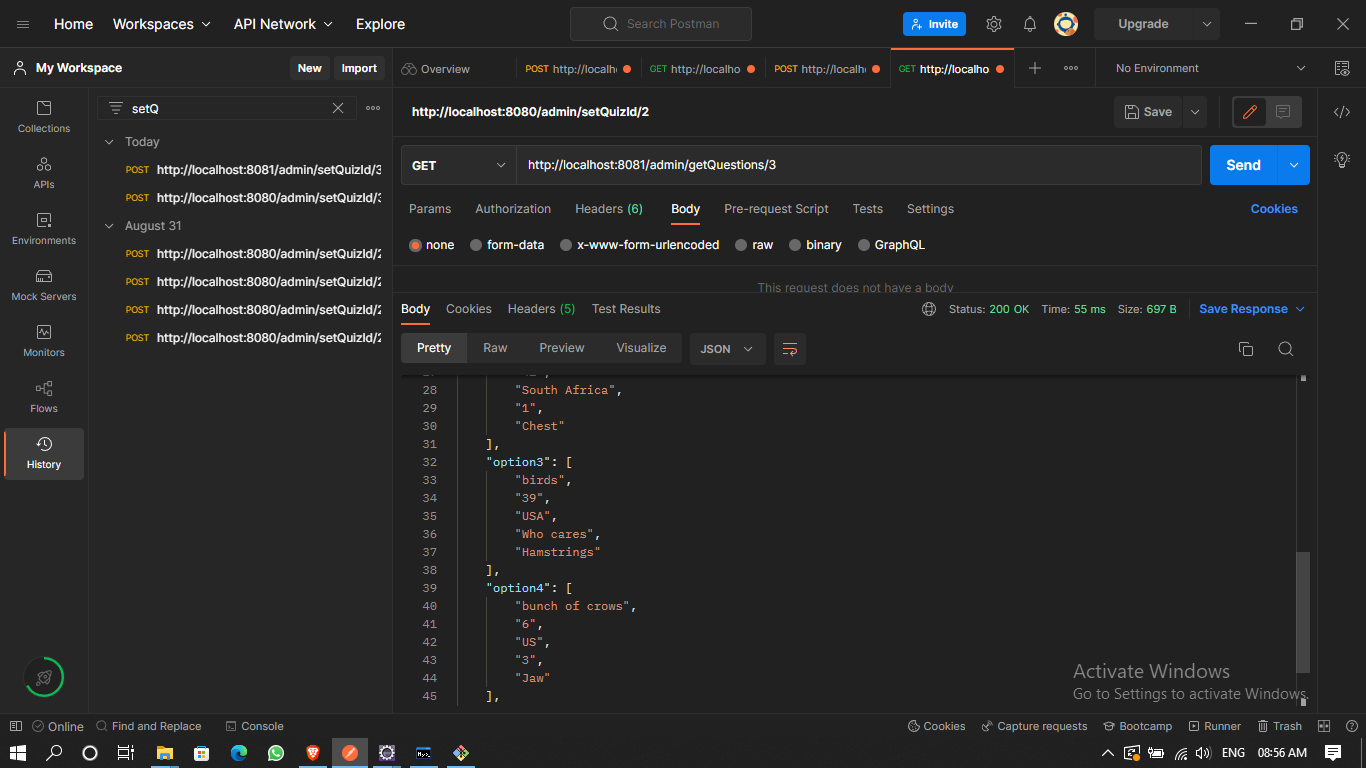 Home Workspaces API Network Explore Search Postman Invite Upgrade
My Workspace New Import Overview POST http://localh GET http://localho POST http://localh GET http://localho No Environment
setQ
http://localhost:8080/admin/setQuizId/2 Save
Collections
APIs
Environments
Mock Servers
Monitors
Flows
History
Today
POST http://localhost:8081/admin/setQuizId/3
POST http://localhost:8080/admin/setQuizId/3
August 31
POST http://localhost:8080/admin/setQuizId/2
POST http://localhost:8080/admin/setQuizId/2
POST http://localhost:8080/admin/setQuizId/2
POST http://localhost:8080/admin/setQuizId/2
GET http://localhost:8081/admin/getQuestions/3 Send
Params Authorization Headers (6) Body Pre-request Script Tests Settings Cookies
none form-data x-www-form-urlencoded raw binary GraphQL
This request does not have a body
Body Cookies Headers (5) Test Results Status: 200 OK Time: 55 ms Size: 697 B Save Response
Pretty Raw Preview Visualize JSON
28 "South Africa",
29 "1",
30 "Chest"
31 ],
32 "option3": [
33 "birds",
34 "39",
35 "USA",
36 "Who cares",
37 "Hamstrings"
38 ],
39 "option4": [
40 "bunch of crows",
41 "6",
42 "US",
43 "3",
44 "Jaw"
45 ],
Activate Windows
Go to Settings to activate Windows.
Online Find and Replace Console Cookies Capture requests Bootcamp Runner Trash
ENG 08:56 AM